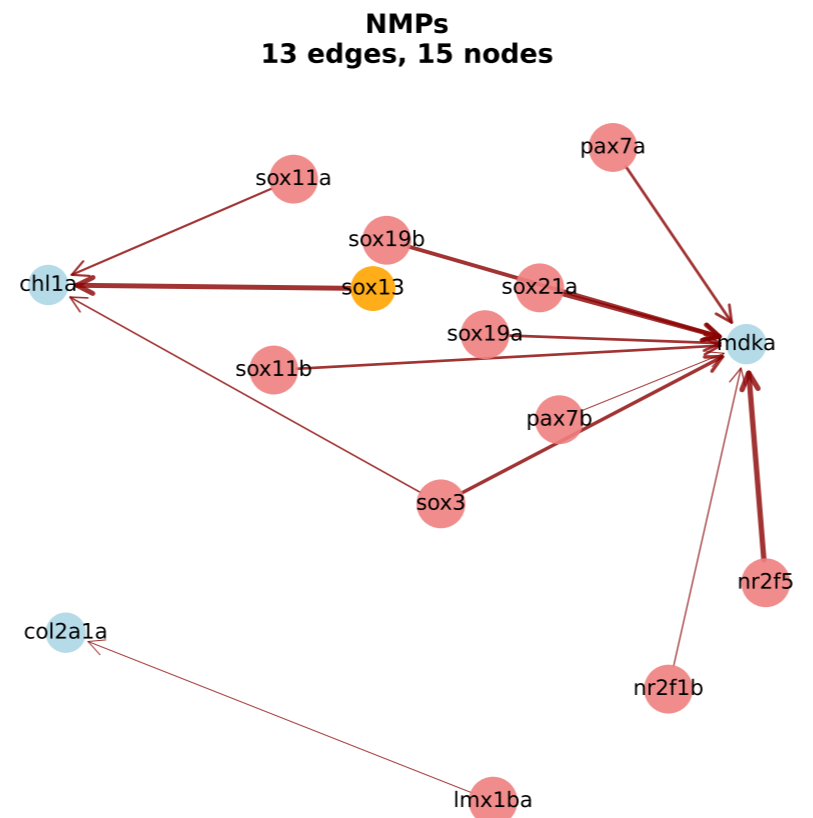 NMPs
13 edges, 15 nodes
pax7a
sox11a
sox19b
chl1a
sox13
sox21a
sox19a
mdka
sox11b
pax7b
sox3
nr2f5
col2a1a
nr2f1b
lmx1ba